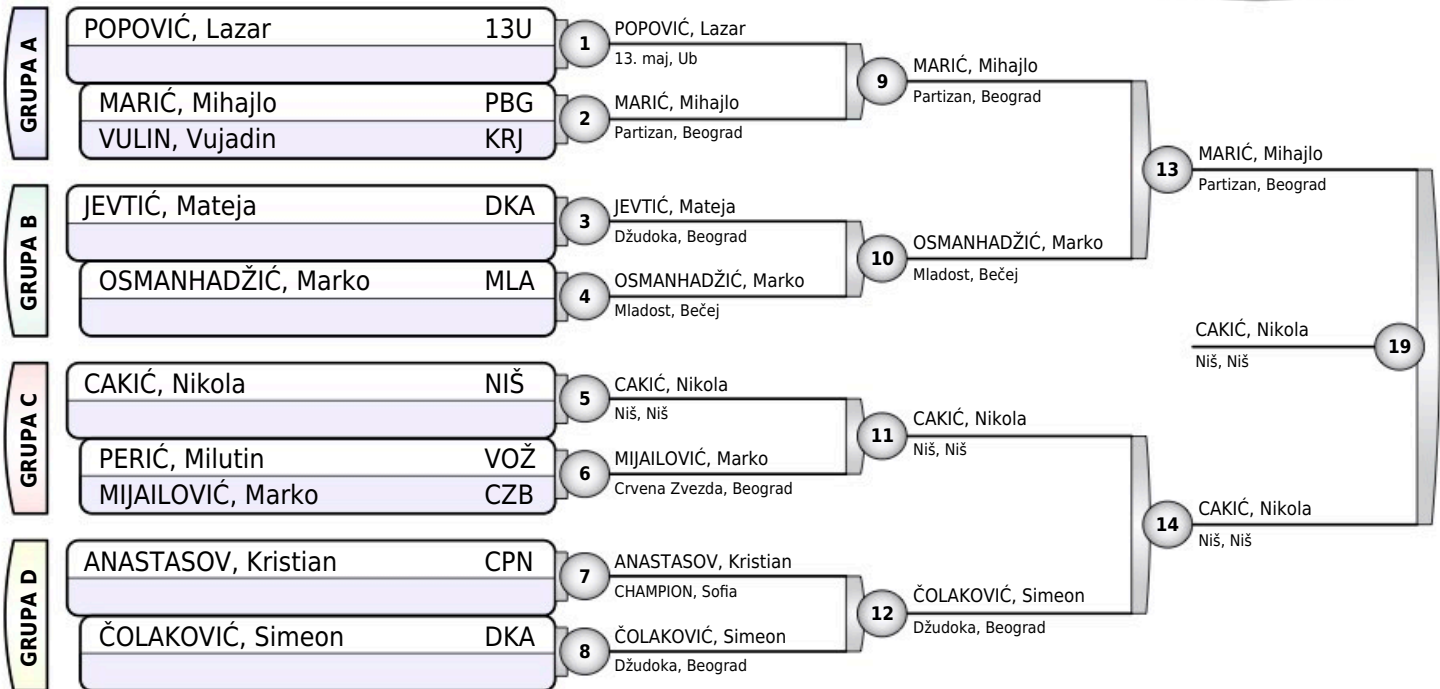 GRUPA A
POPOVIĆ, Lazar 13U
MARIĆ, Mihajlo PBG
VULIN, Vujadin KRJ
1
POPOVIĆ, Lazar
13. maj, Ub
2
MARIĆ, Mihajlo
Partizan, Beograd
9
MARIĆ, Mihajlo
Partizan, Beograd
GRUPA B
JEVTIĆ, Mateja DKA
OSMANHADŽIĆ, Marko MLA
3
JEVTIĆ, Mateja
Džudoka, Beograd
4
OSMANHADŽIĆ, Marko
Mladost, Bečej
10
OSMANHADŽIĆ, Marko
Mladost, Bečej
13
MARIĆ, Mihajlo
Partizan, Beograd
GRUPA C
CAKIĆ, Nikola NIŠ
PERIĆ, Milutin VOŽ
MIJAILOVIĆ, Marko CZB
5
CAKIĆ, Nikola
Niš, Niš
6
MIJAILOVIĆ, Marko
Crvena Zvezda, Beograd
11
CAKIĆ, Nikola
Niš, Niš
GRUPA D
ANASTASOV, Kristian CPN
ČOLAKOVIĆ, Simeon DKA
7
ANASTASOV, Kristian
CHAMPION, Sofia
8
ČOLAKOVIĆ, Simeon
Džudoka, Beograd
12
ČOLAKOVIĆ, Simeon
Džudoka, Beograd
14
CAKIĆ, Nikola
Niš, Niš
CAKIĆ, Nikola
Niš, Niš
19